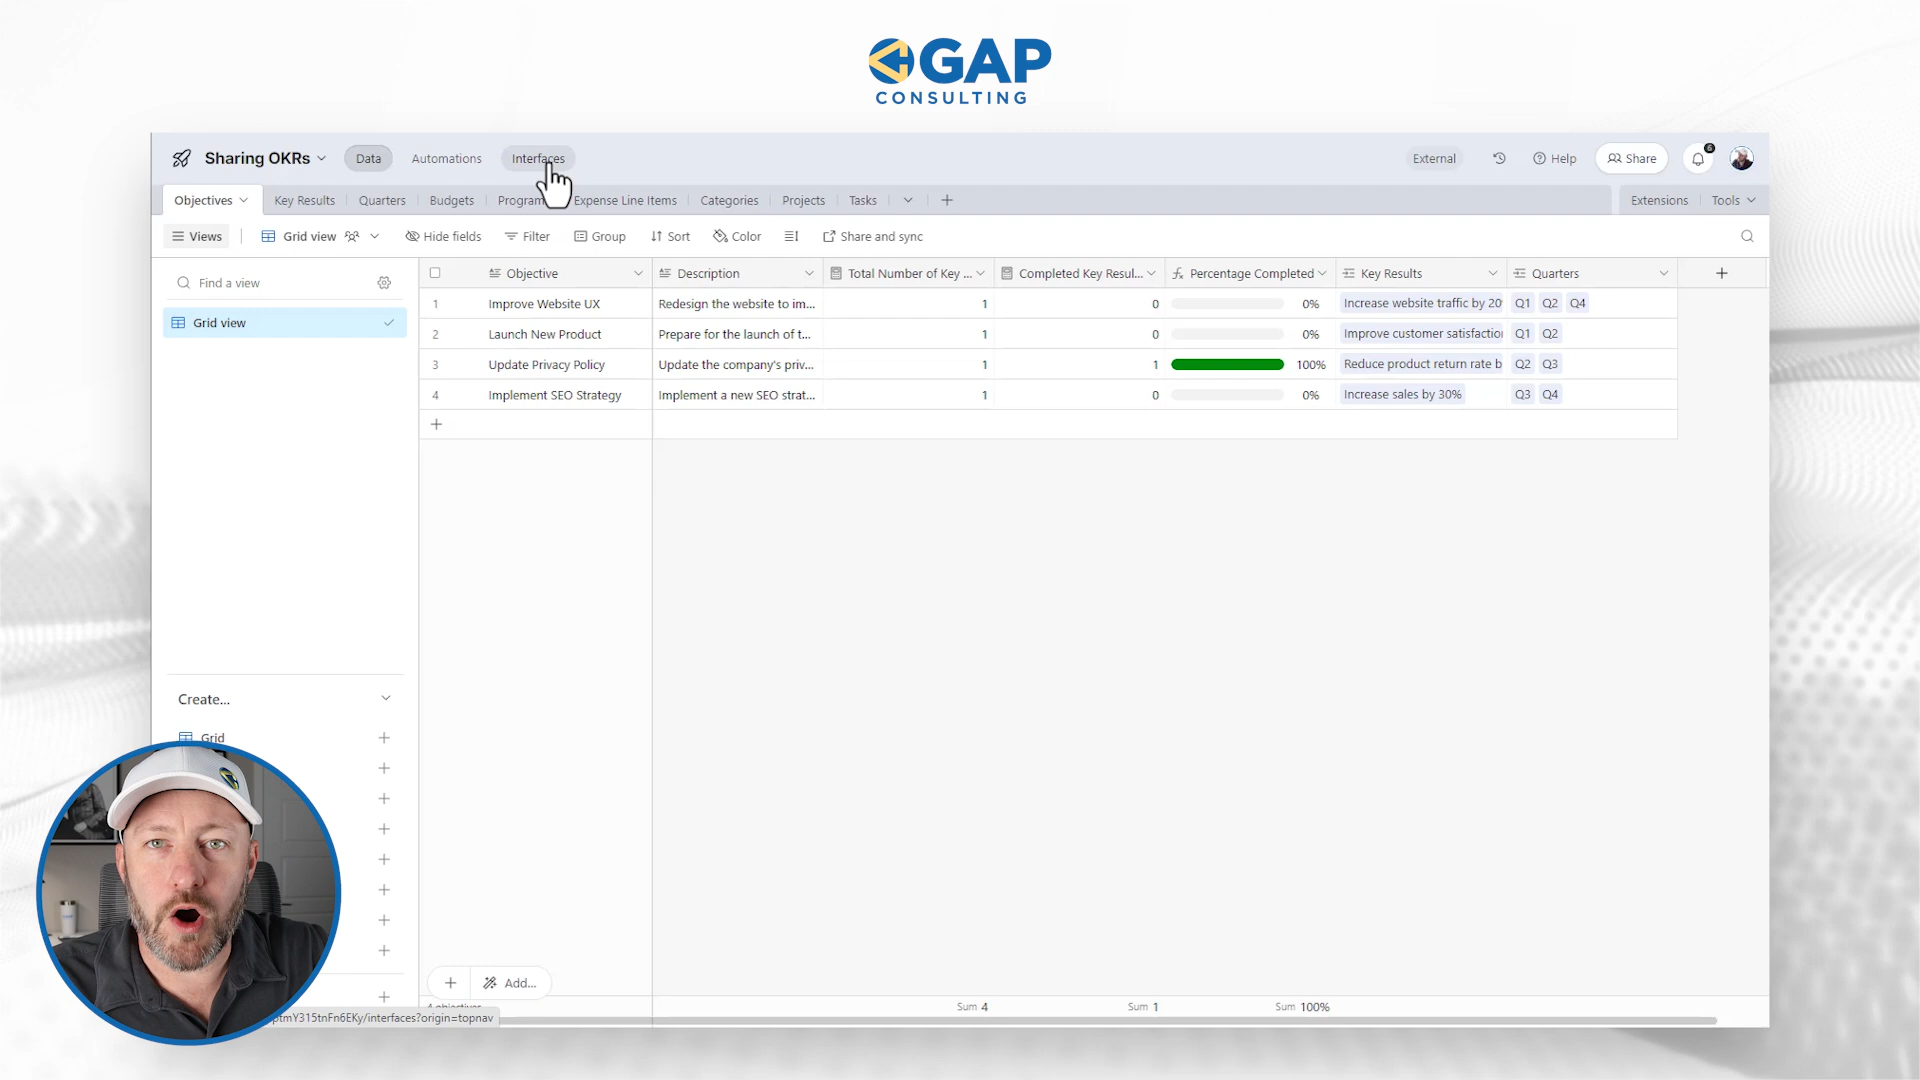 GAP
CONSULTING
Sharing OKRs
Data
Automations
Interfaces
External
Help
Share
6
Objectives
Key Results
Quarters
Budgets
Program
Expense Line Items
Categories
Projects
Tasks
Extensions
Tools
Views
Grid view
Hide fields
Filter
Group
Sort
Color
Share and sync
Find a view
Grid view
Objective Description Total Number of Key ... Completed Key Resul... Percentage Completed Key Results Quarters
1 Improve Website UX Redesign the website to im... 1 0 0% Increase website traffic by 20 Q1 Q2 Q4
2 Launch New Product Prepare for the launch of t... 1 0 0% Improve customer satisfaction Q1 Q2
3 Update Privacy Policy Update the company's priv... 1 1 100% Reduce product return rate b Q2 Q3
4 Implement SEO Strategy Implement a new SEO strat... 1 0 0% Increase sales by 30% Q3 Q4
Create...
Grid
Add...
4 objectives
Sum 4
Sum 1
Sum 100%
ptmY315tnFn6EKy/interfaces?origin=topnav